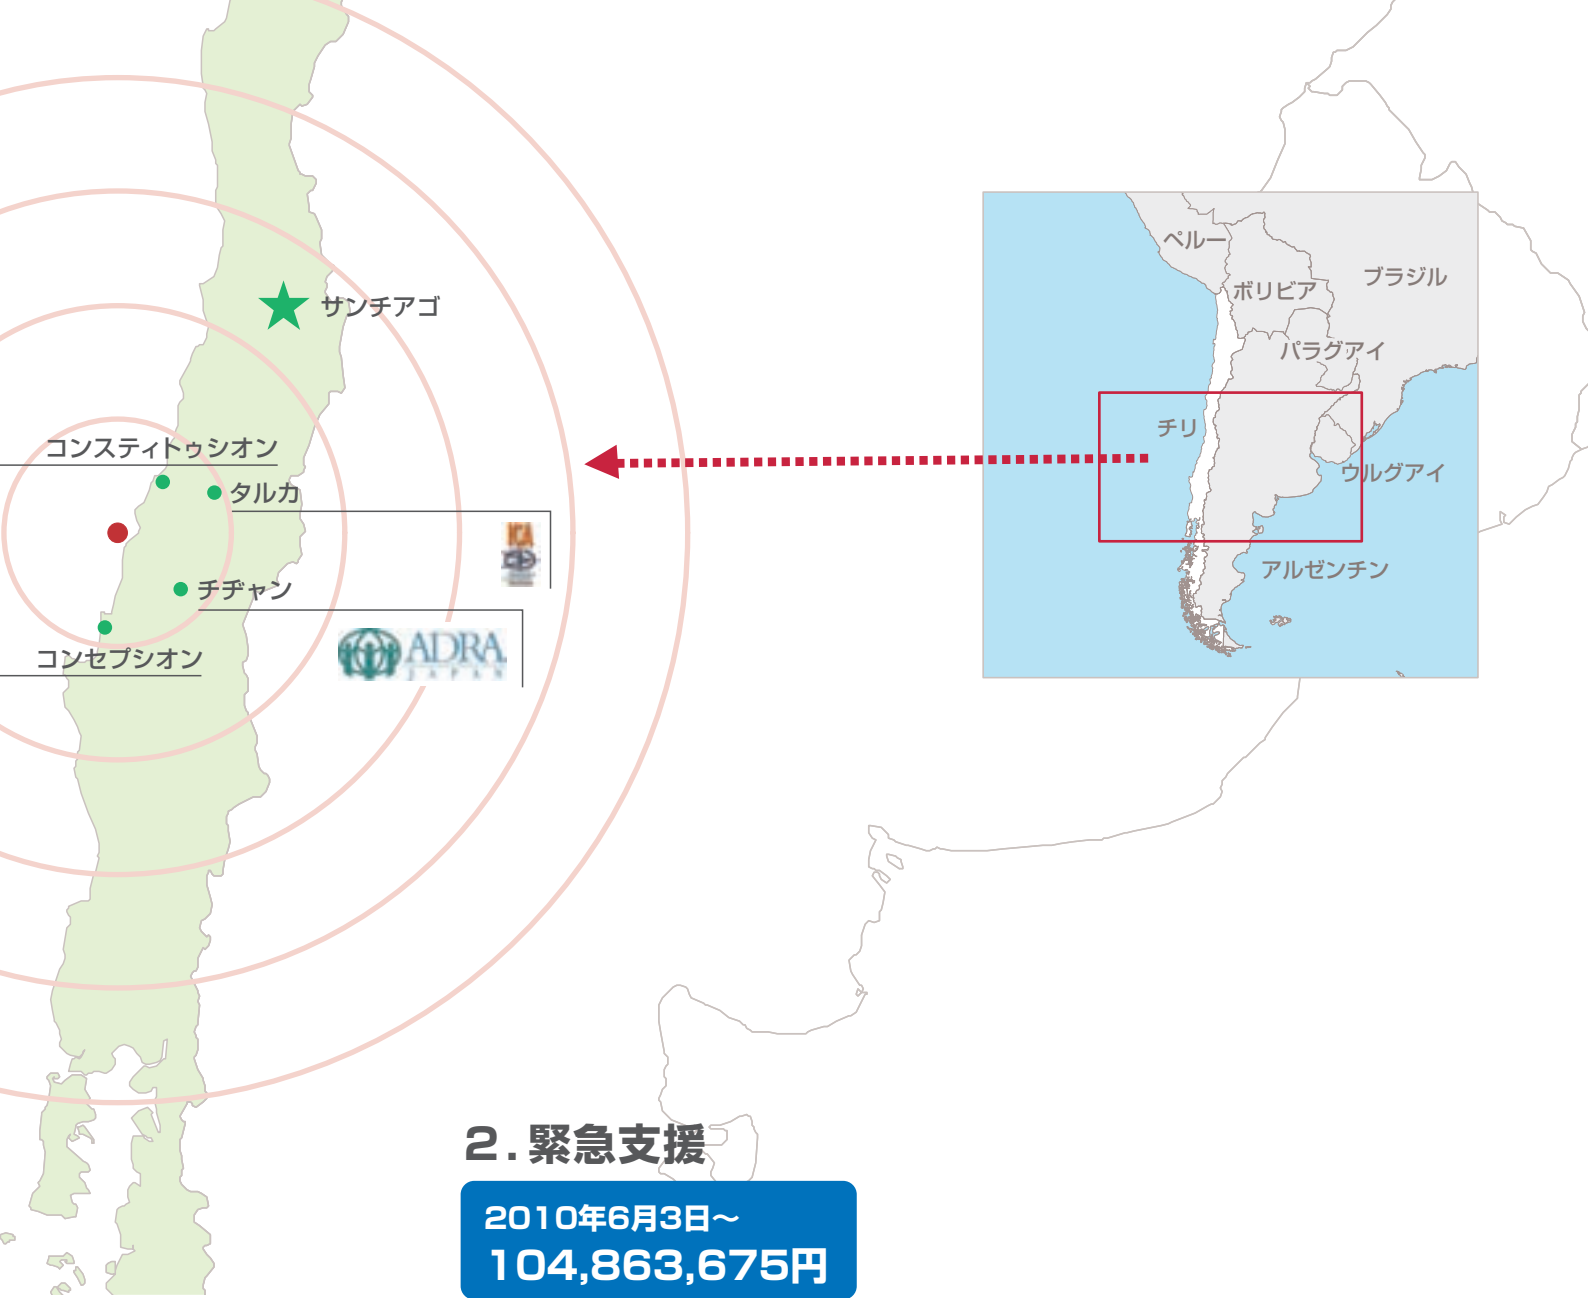 ペルー
ボリビア
ブラジル
サンチアゴ
パラグアイ
チリ
コンスティトゥシオン
タルカ
ウルグアイ
ICA
アルゼンチン
チヂャン
ADRA
JAPAN
コンセプシオン
2.緊急支援
2010年6月3日～
104,863,675円